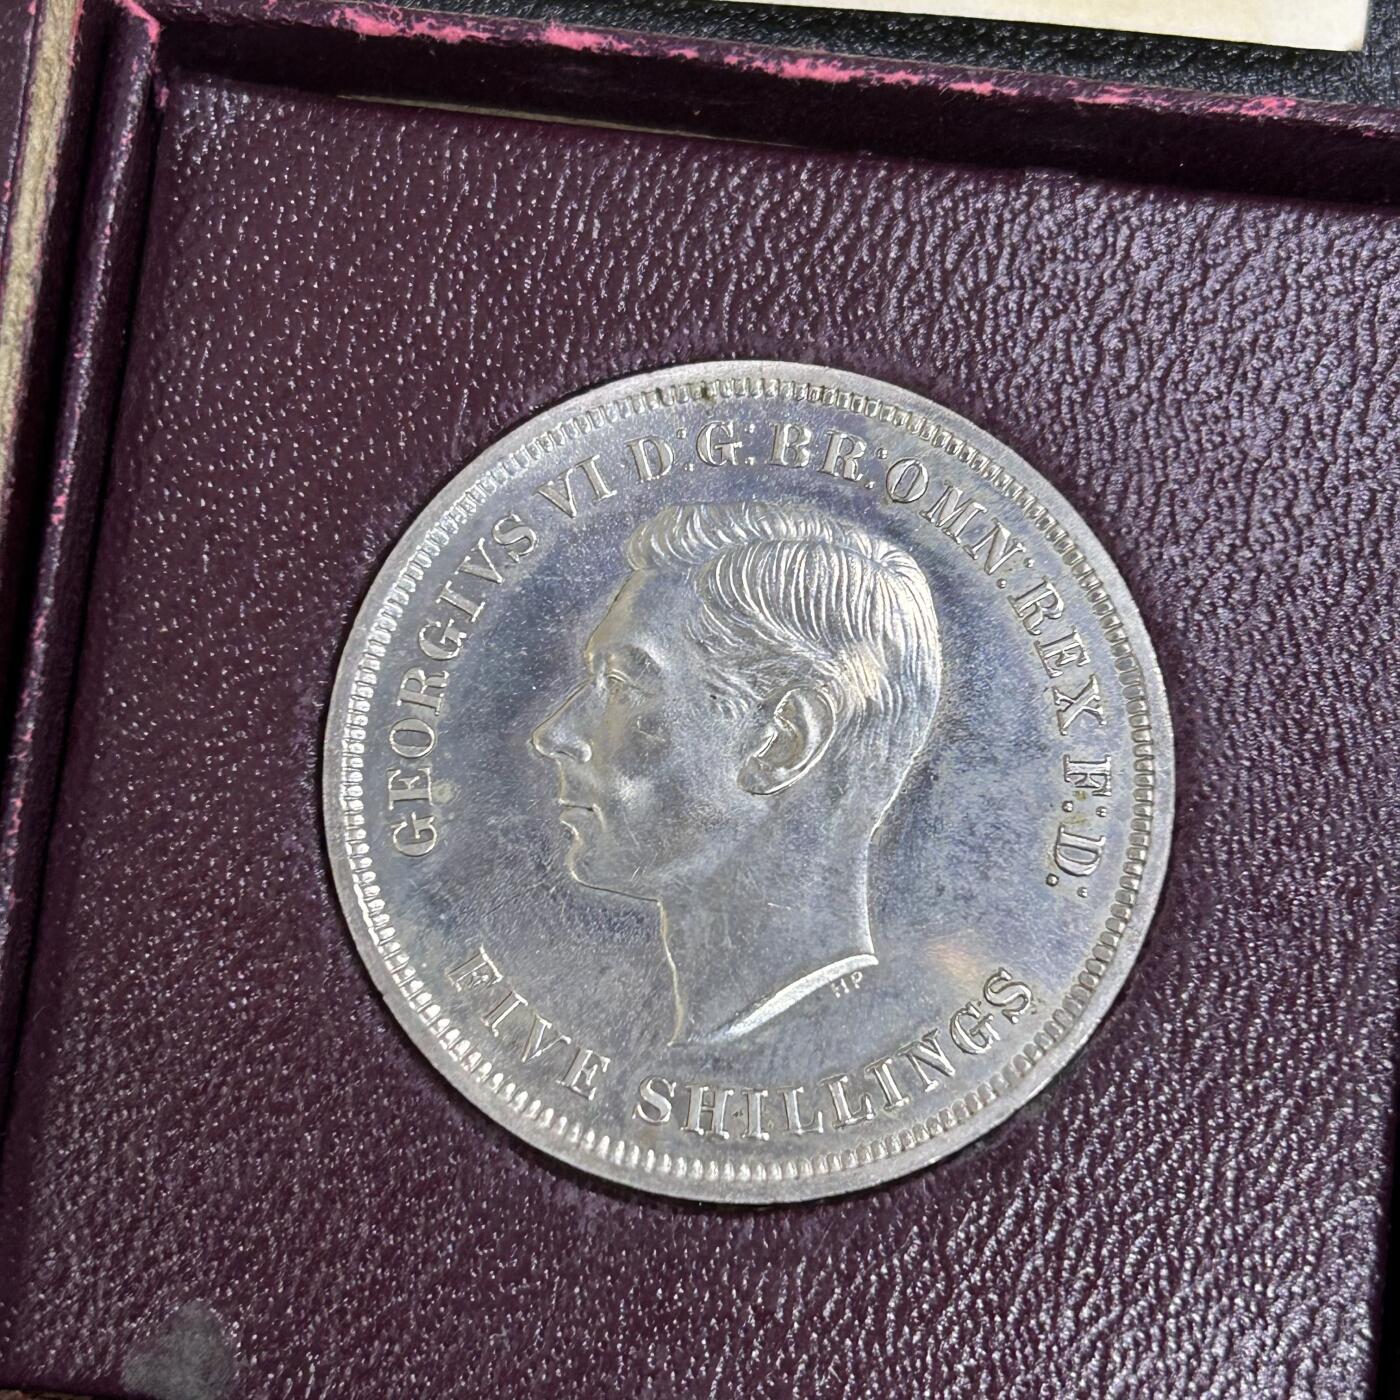 GEORGIVS VI D:G:BR:OMN:REX F:D:
FIVE SHILLINGS
HP